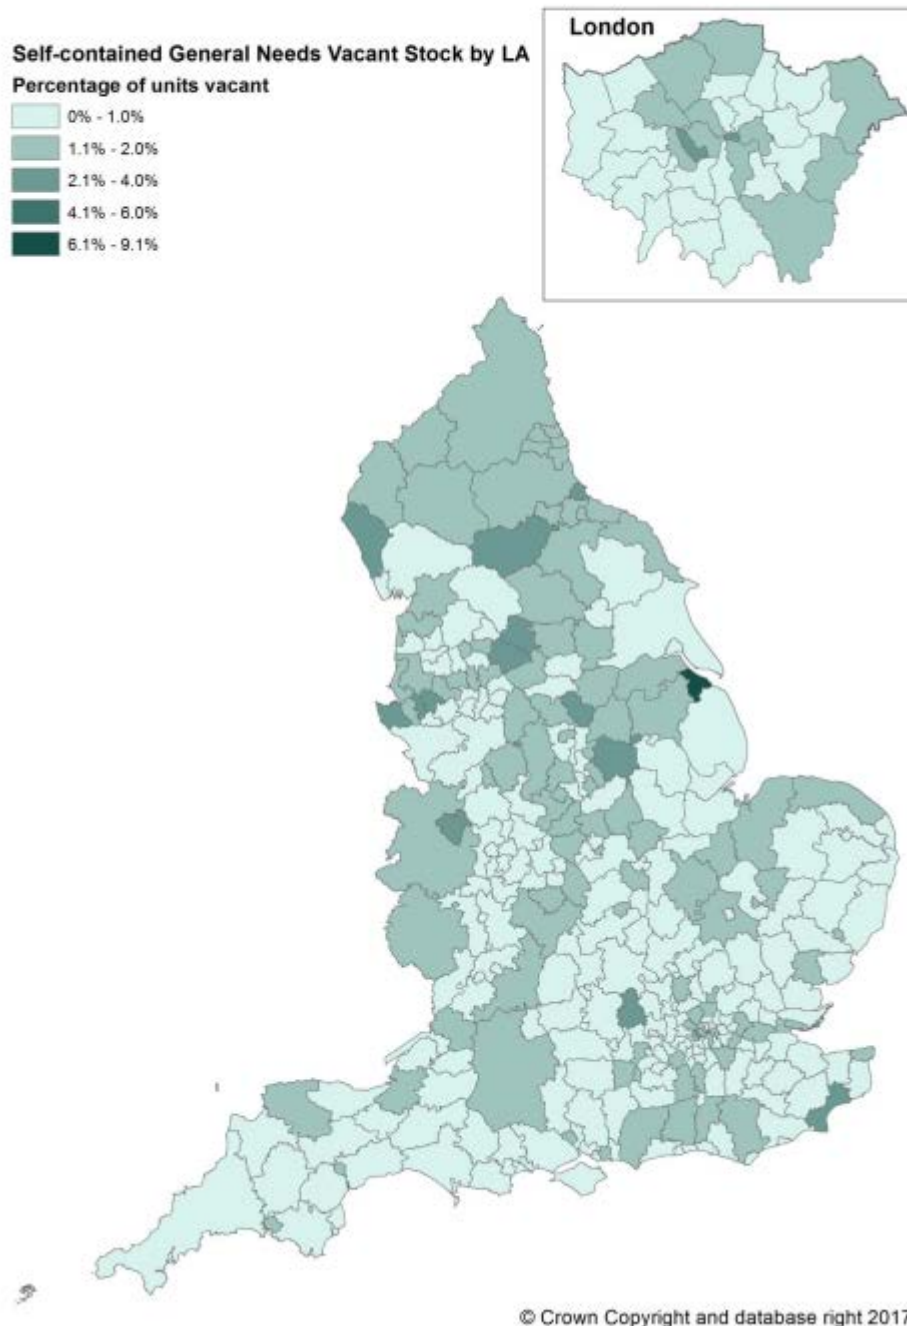 London
Self-contained General Needs Vacant Stock by LA
Percentage of units vacant
0% - 1.0%
1.1% - 2.0%
2.1% - 4.0%
4.1% - 6.0%
6.1% - 9.1%
© Crown Copyright and database right 2017